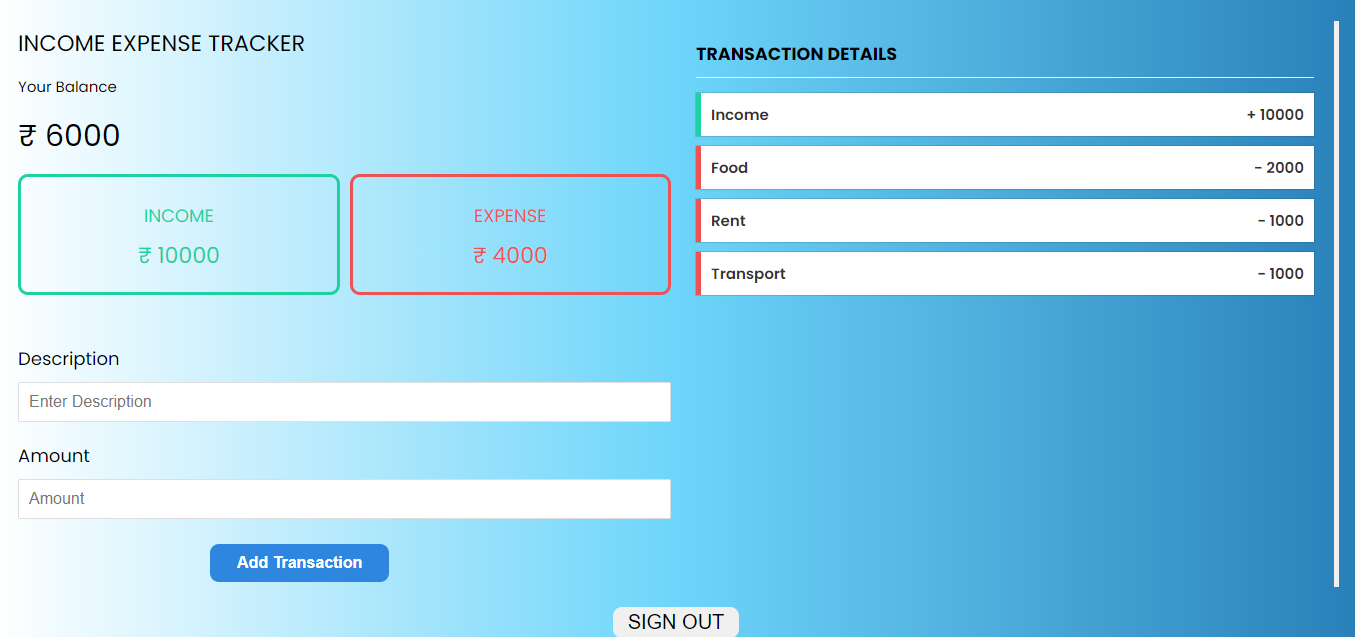 INCOME EXPENSE TRACKER
Your Balance
₹ 6000
INCOME
₹ 10000
EXPENSE
₹ 4000
Description
Enter Description
Amount
Amount
Add Transaction
TRANSACTION DETAILS
Income + 10000
Food - 2000
Rent - 1000
Transport - 1000
SIGN OUT